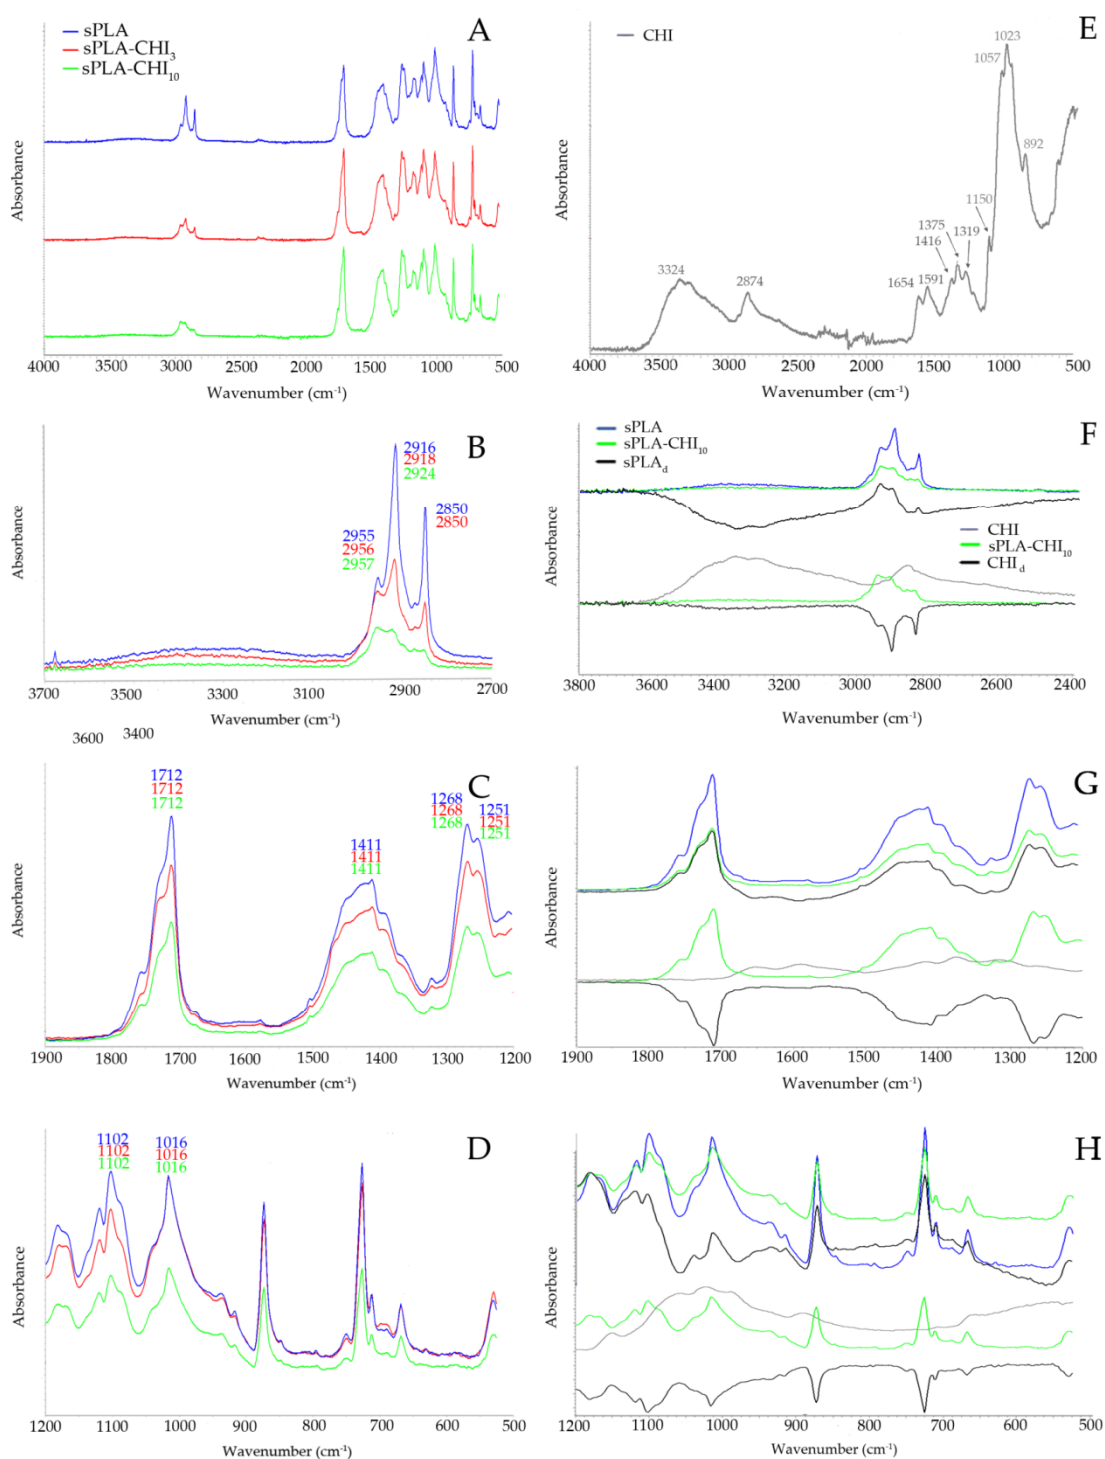 A
sPLA
sPLA-CHI3
sPLA-CHI10
Absorbance
4000 3500 3000 2500 2000 1500 1000 500
Wavenumber (cm-1)
E
CHI
1023
1057
892
1150
1375
1319
1416
3324
2874
1654
1591
Absorbance
4000 3500 3000 2500 2000 1500 1000 500
Wavenumber (cm-1)
B
2916
2918
2924
2850
2850
2955
2956
2957
Absorbance
3700 3500 3300 3100 2900 2700
Wavenumber (cm-1)
3600 3400
F
sPLA
sPLA-CHI10
sPLAd
CHI
sPLA-CHI10
CHId
Absorbance
3800 3600 3400 3200 3000 2800 2600 2400
Wavenumber (cm-1)
C
1712
1712
1712
1411
1411
1411
1268
1268
1268
1251
1251
1251
Absorbance
1900 1800 1700 1600 1500 1400 1300 1200
Wavenumber (cm-1)
G
Absorbance
1900 1800 1700 1600 1500 1400 1300 1200
Wavenumber (cm-1)
D
1102
1102
1102
1016
1016
1016
Absorbance
1200 1100 1000 900 800 700 600 500
Wavenumber (cm-1)
H
Absorbance
1200 1100 1000 900 800 700 600 500
Wavenumber (cm-1)